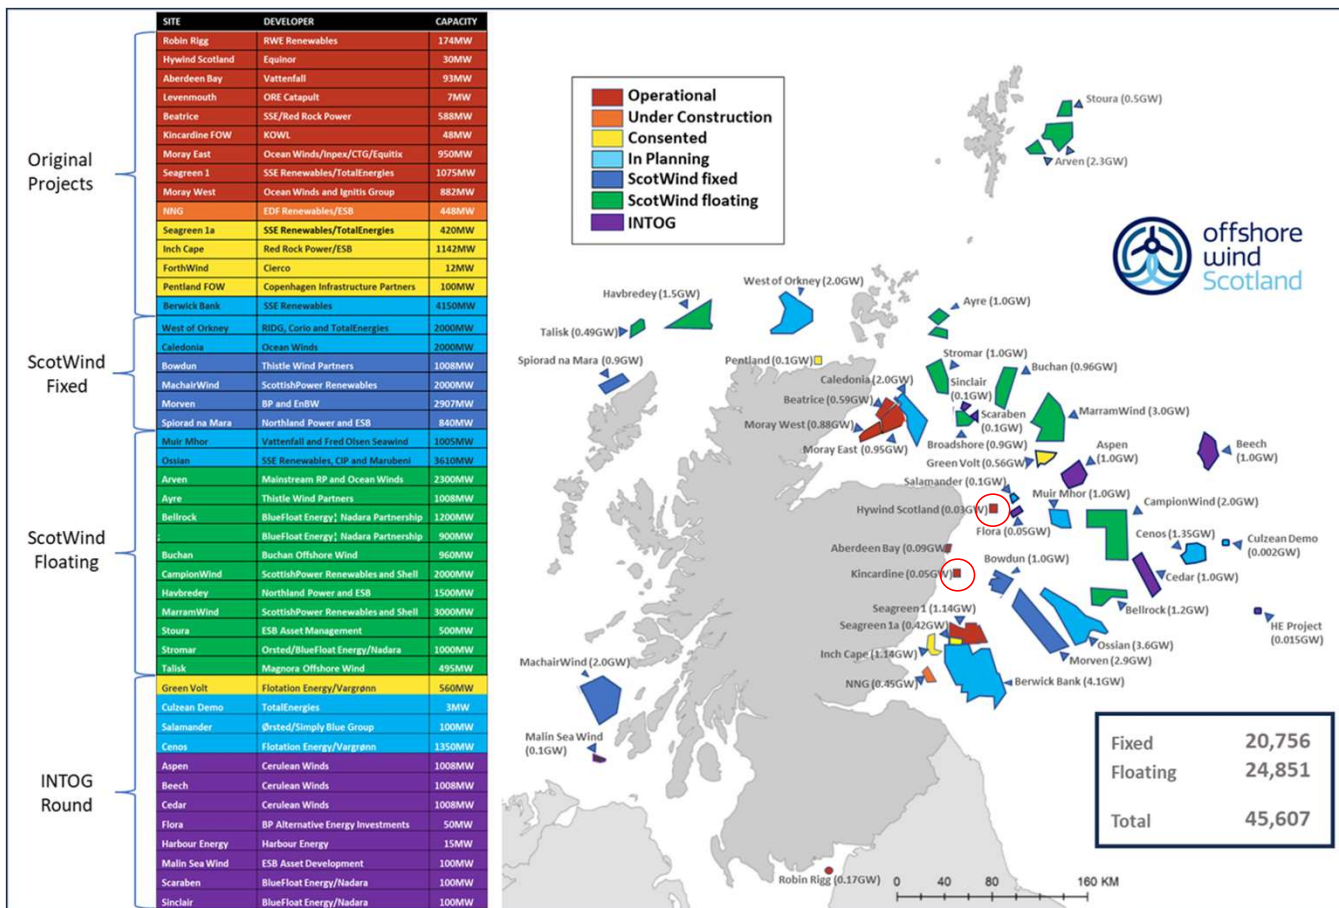 SITE DEVELOPER CAPACITY
Robin Rigg RWE Renewables 174MW
Hywind Scotland Equinor 30MW
Aberdeen Bay Vattenfall 93MW
Levenmouth ORE Catapult 7MW
Beatrice SSE/Red Rock Power 588MW
Kincardine FOW KOWL 48MW
Moray East Ocean Winds/Inpex/CTG/Equitix 950MW
Seagreen 1 SSE Renewables/TotalEnergies 1075MW
Moray West Ocean Winds and Ignitis Group 882MW
NNG EDF Renewables/ESB 448MW
Seagreen 1a SSE Renewables/TotalEnergies 420MW
Inch Cape Red Rock Power/ESB 1142MW
ForthWind Cierco 12MW
Pentland FOW Copenhagen Infrastructure Partners 100MW
Berwick Bank SSE Renewables 4150MW
West of Orkney RIDG, Corio and TotalEnergies 2000MW
Caledonia Ocean Winds 2000MW
Bowdun Thistle Wind Partners 1008MW
MachairWind ScottishPower Renewables 2000MW
Morven BP and EnBW 2907MW
Spiorad na Mara Northland Power and ESB 840MW
Muir Mhor Vattenfall and Fred Olsen Seawind 1005MW
Ossian SSE Renewables, CIP and Marubeni 3610MW
Arven Mainstream RP and Ocean Winds 2300MW
Ayre Thistle Wind Partners 1008MW
Bellrock BlueFloat Energy¦ Nadara Partnership 1200MW
; BlueFloat Energy¦ Nadara Partnership 900MW
Buchan Buchan Offshore Wind 960MW
CampionWind ScottishPower Renewables and Shell 2000MW
Havbredey Northland Power and ESB 1500MW
MarramWind ScottishPower Renewables and Shell 3000MW
Stoura ESB Asset Management 500MW
Stromar Orsted/BlueFloat Energy/Nadara 1000MW
Talisk Magnora Offshore Wind 495MW
Green Volt Flotation Energy/Vargrønn 560MW
Culzean Demo TotalEnergies 3MW
Salamander Ørsted/Simply Blue Group 100MW
Cenos Flotation Energy/Vargrønn 1350MW
Aspen Cerulean Winds 1008MW
Beech Cerulean Winds 1008MW
Cedar Cerulean Winds 1008MW
Flora BP Alternative Energy Investments 50MW
Harbour Energy Harbour Energy 15MW
Malin Sea Wind ESB Asset Development 100MW
Scaraben BlueFloat Energy/Nadara 100MW
Sinclair BlueFloat Energy/Nadara 100MW
Original
Projects
ScotWind
Fixed
ScotWind
Floating
INTOG
Round
Operational
Under Construction
Consented
In Planning
ScotWind fixed
ScotWind floating
INTOG
offshore
wind
Scotland
Stoura (0.5GW)
Arven (2.3GW)
West of Orkney (2.0GW)
Havbredey (1.5GW)
Ayre (1.0GW)
Talisk (0.49GW)
Spiorad na Mara (0.9GW)
Pentland (0.1GW)
Stromar (1.0GW)
Buchan (0.96GW)
Caledonia (2.0GW)
Sinclair
(0.1GW)
Beatrice (0.59GW)
Scaraben
(0.1GW)
MarramWind (3.0GW)
Moray West (0.88GW)
Moray East (0.95GW)
Broadshore (0.9GW)
Aspen
(1.0GW)
Beech
(1.0GW)
Green Volt (0.56GW)
Salamander (0.1GW)
Muir Mhor (1.0GW)
CampionWind (2.0GW)
Hywind Scotland (0.03GW)
Flora (0.05GW)
Cenos (1.35GW)
Culzean Demo
(0.002GW)
Aberdeen Bay (0.09GW)
Bowdun (1.0GW)
Kincardine (0.05GW)
Cedar (1.0GW)
Bellrock (1.2GW)
HE Project
(0.015GW)
Seagreen 1 (1.14GW)
Seagreen 1a (0.42GW)
Ossian (3.6GW)
Inch Cape (1.14GW)
Morven (2.9GW)
MachairWind (2.0GW)
NNG (0.45GW)
Berwick Bank (4.1GW)
Malin Sea Wind
(0.1GW)
Robin Rigg (0.17GW)
0 40 80 160 KM
Fixed 20,756
Floating 24,851
Total 45,607